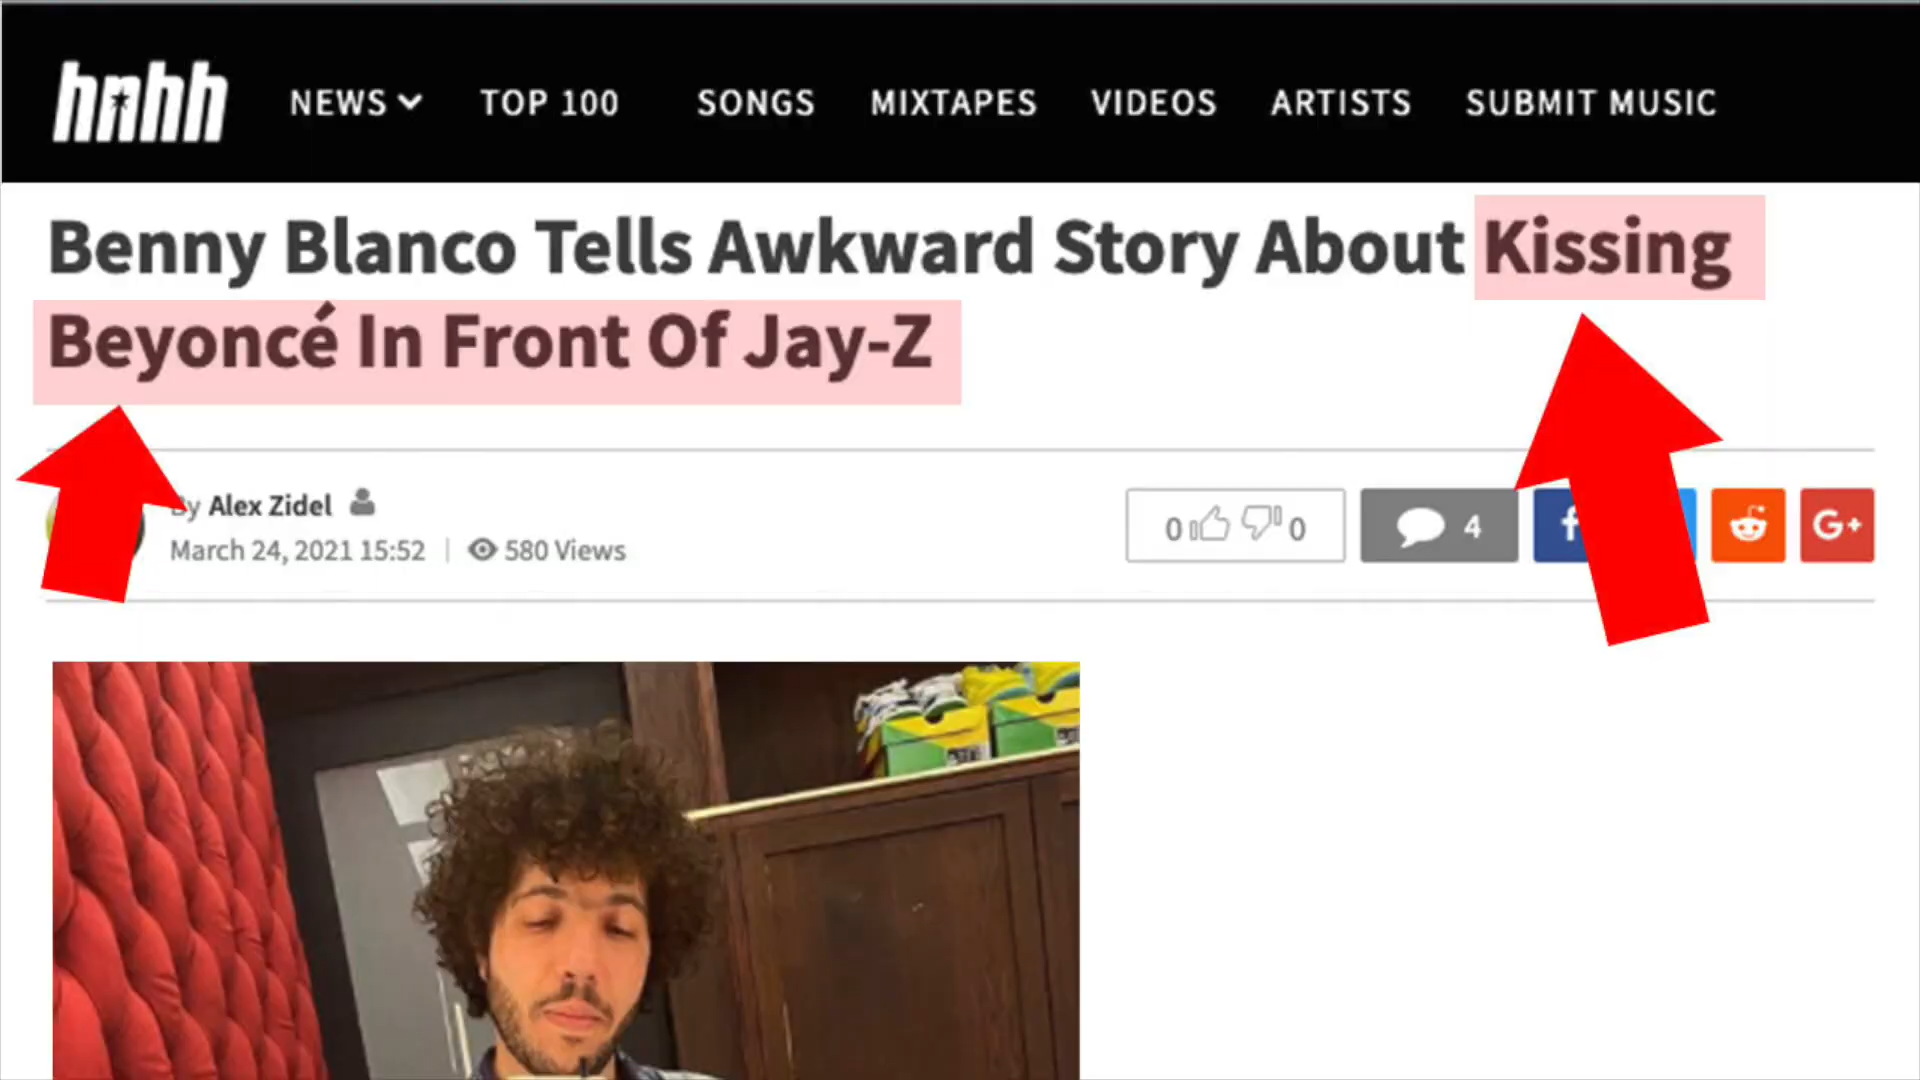 hnhh NEWS TOP 100 SONGS MIXTAPES VIDEOS ARTISTS SUBMIT MUSIC
Benny Blanco Tells Awkward Story About Kissing
Beyoncé In Front Of Jay-Z
By Alex Zidel
March 24, 2021 15:52 | 580 Views
0 0 4 f G+